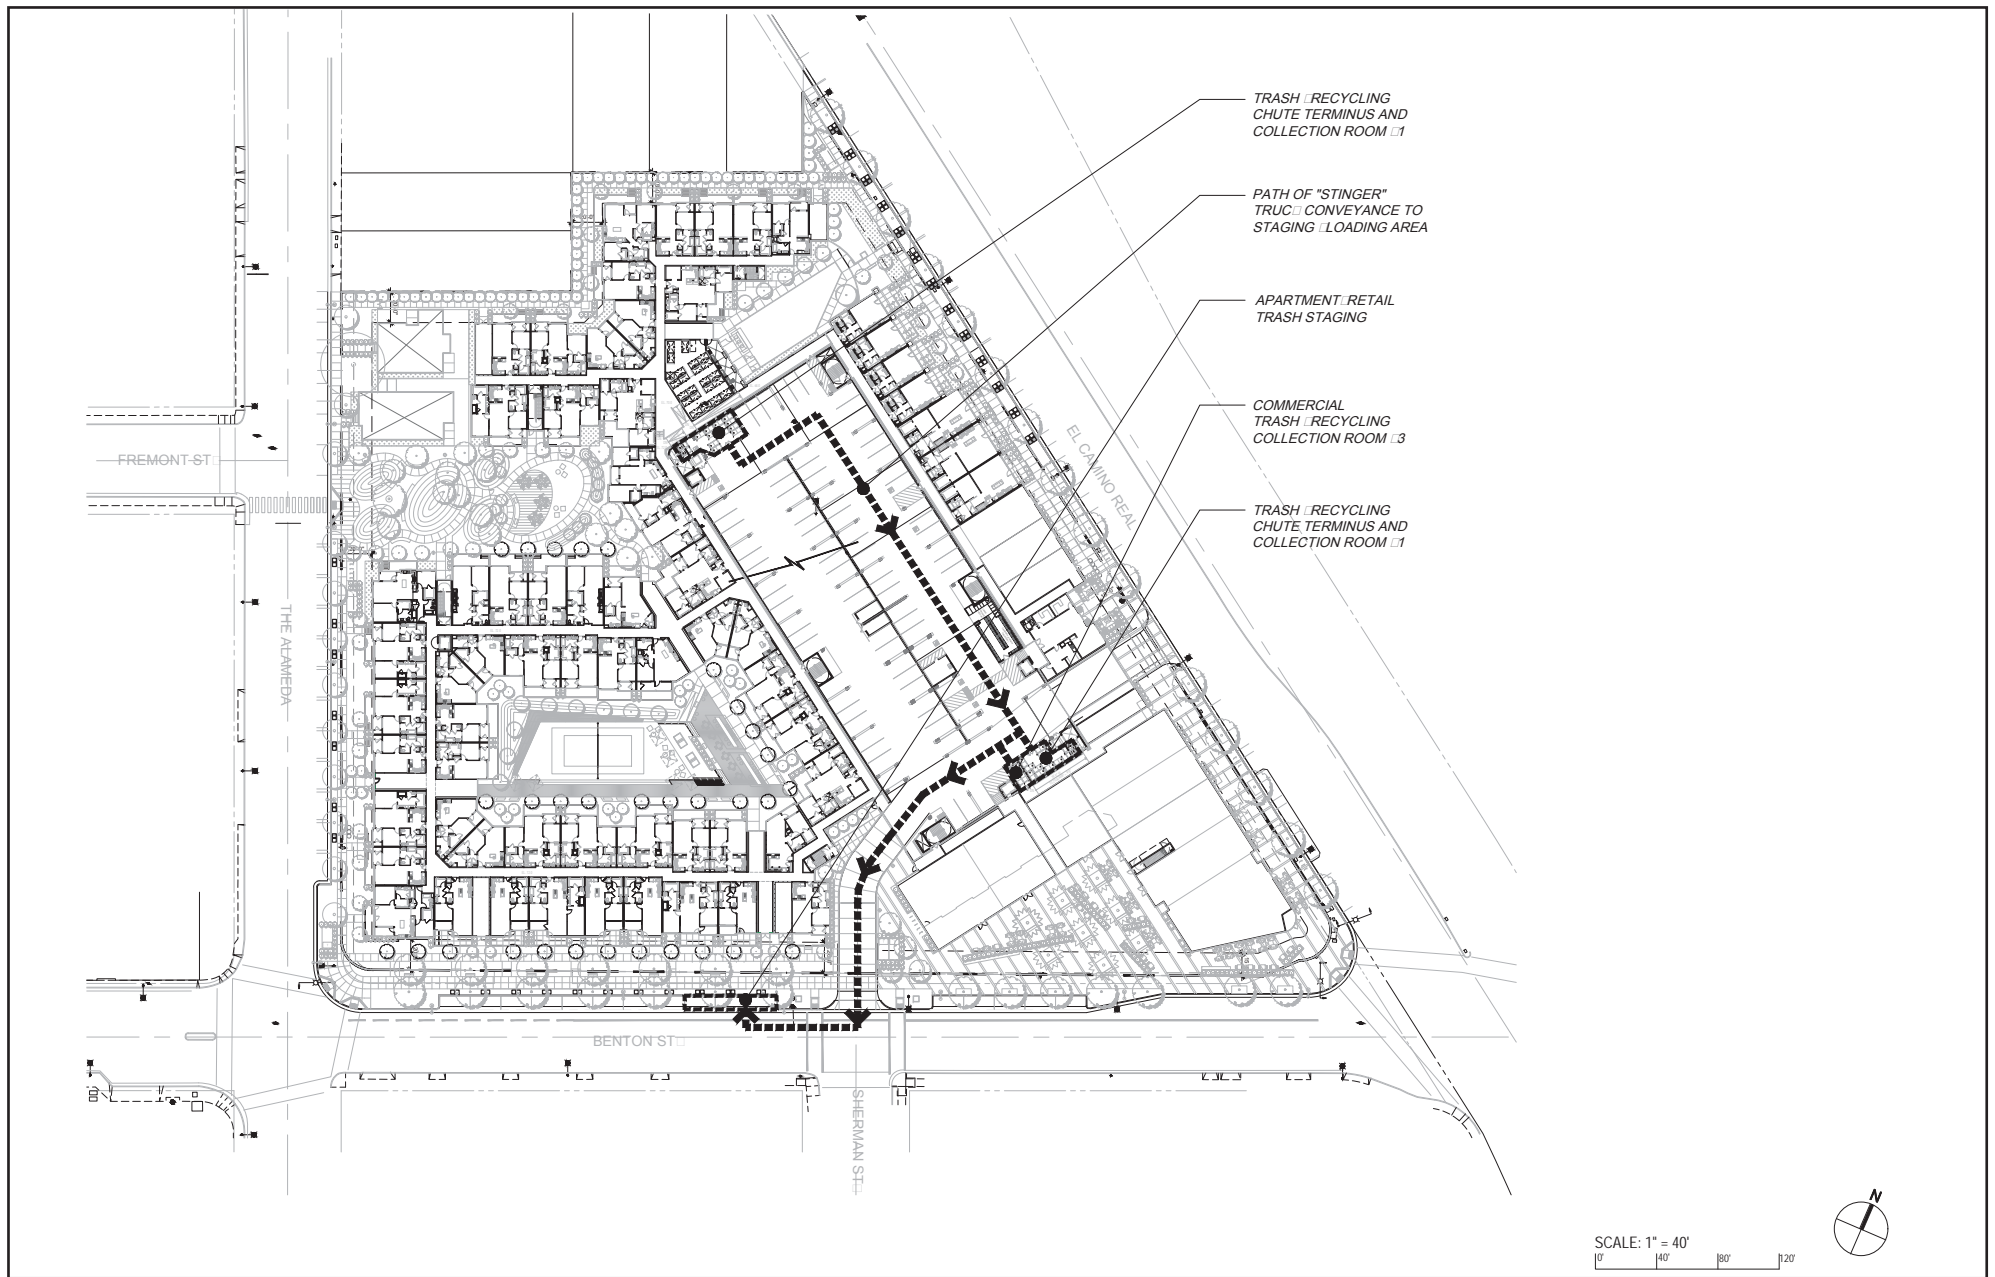 TRASH □RECYCLING
CHUTE TERMINUS AND
COLLECTION ROOM □1
PATH OF "STINGER"
TRUC□ CONVEYANCE TO
STAGING □LOADING AREA
APARTMENT□RETAIL
TRASH STAGING
COMMERCIAL
TRASH □RECYCLING
COLLECTION ROOM □3
TRASH □RECYCLING
CHUTE TERMINUS AND
COLLECTION ROOM □1
EL CAMINO REAL
FREMONT ST□
THE ALAMEDA
BENTON ST□
SHERMAN ST□
N
SCALE: 1" = 40'
0' 40' 80' 120'